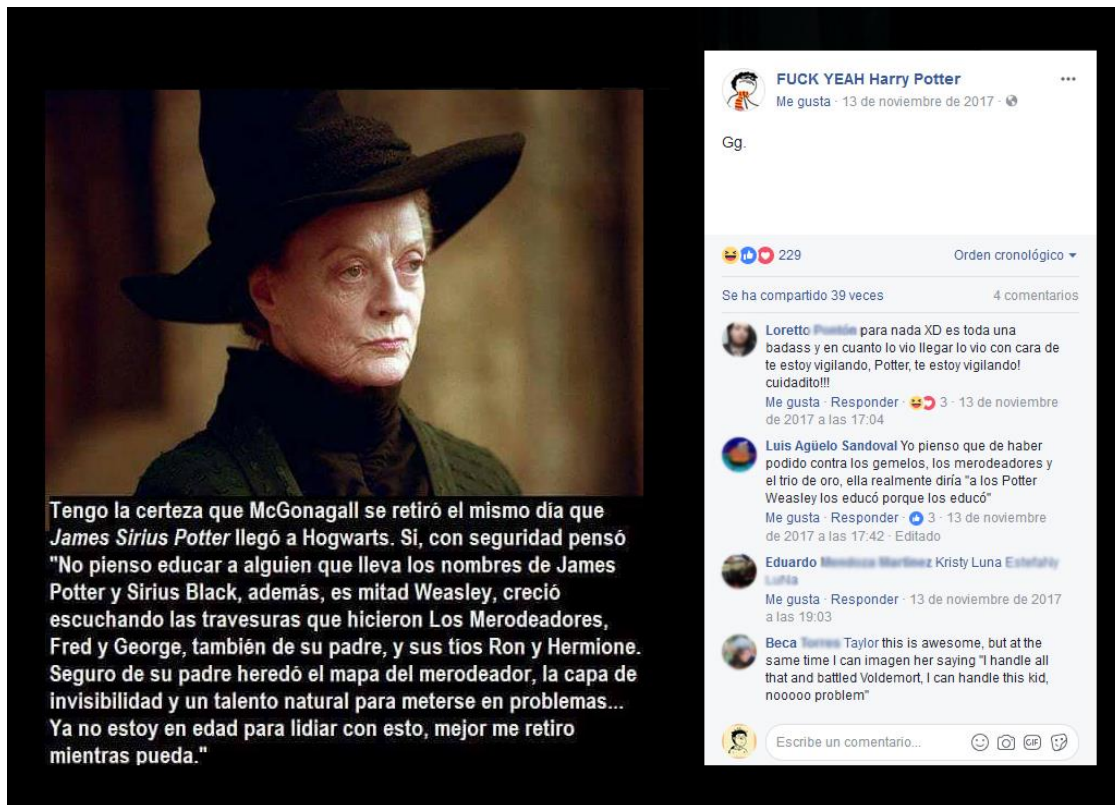 Tengo la certeza que McGonagall se retiró el mismo día que
James Sirius Potter llegó a Hogwarts. Si, con seguridad pensó
"No pienso educar a alguien que lleva los nombres de James
Potter y Sirius Black, además, es mitad Weasley, creció
escuchando las travesuras que hicieron Los Merodeadores,
Fred y George, también de su padre, y sus tíos Ron y Hermione.
Seguro de su padre heredó el mapa del merodeador, la capa de
invisibilidad y un talento natural para meterse en problemas...
Ya no estoy en edad para lidiar con esto, mejor me retiro
mientras pueda."
FUCK YEAH Harry Potter
Me gusta · 13 de noviembre de 2017 ·
Gg.
229
Orden cronológico
Se ha compartido 39 veces
4 comentarios
Loretto para nada XD es toda una
badass y en cuanto lo vio llegar lo vio con cara de
te estoy vigilando, Potter, te estoy vigilando!
cuidadito!!!
Me gusta · Responder · 3 · 13 de noviembre
de 2017 a las 17:04
Luis Agüelo Sandoval Yo pienso que de haber
podido contra los gemelos, los merodeadores y
el trio de oro, ella realmente diría "a los Potter
Weasley los educó porque los educó"
Me gusta · Responder · 3 · 13 de noviembre
de 2017 a las 17:42 · Editado
Eduardo Kristy Luna
Me gusta · Responder · 13 de noviembre de 2017
a las 19:03
Beca Taylor this is awesome, but at the
same time I can imagen her saying "I handle all
that and battled Voldemort, I can handle this kid,
nooooo problem"
Escribe un comentario...
GIF